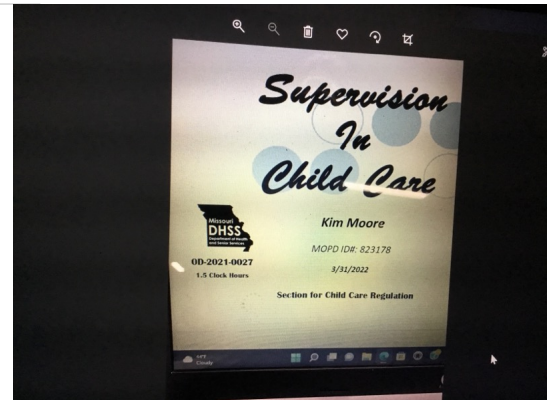 Supervision
In
Child Care
Missouri
DHSS
Department of Health
and Senior Services
OD-2021-0027
1.5 Clock Hours
Kim Moore
MOPD ID#: 823178
3/31/2022
Section for Child Care Regulation
Cloudy